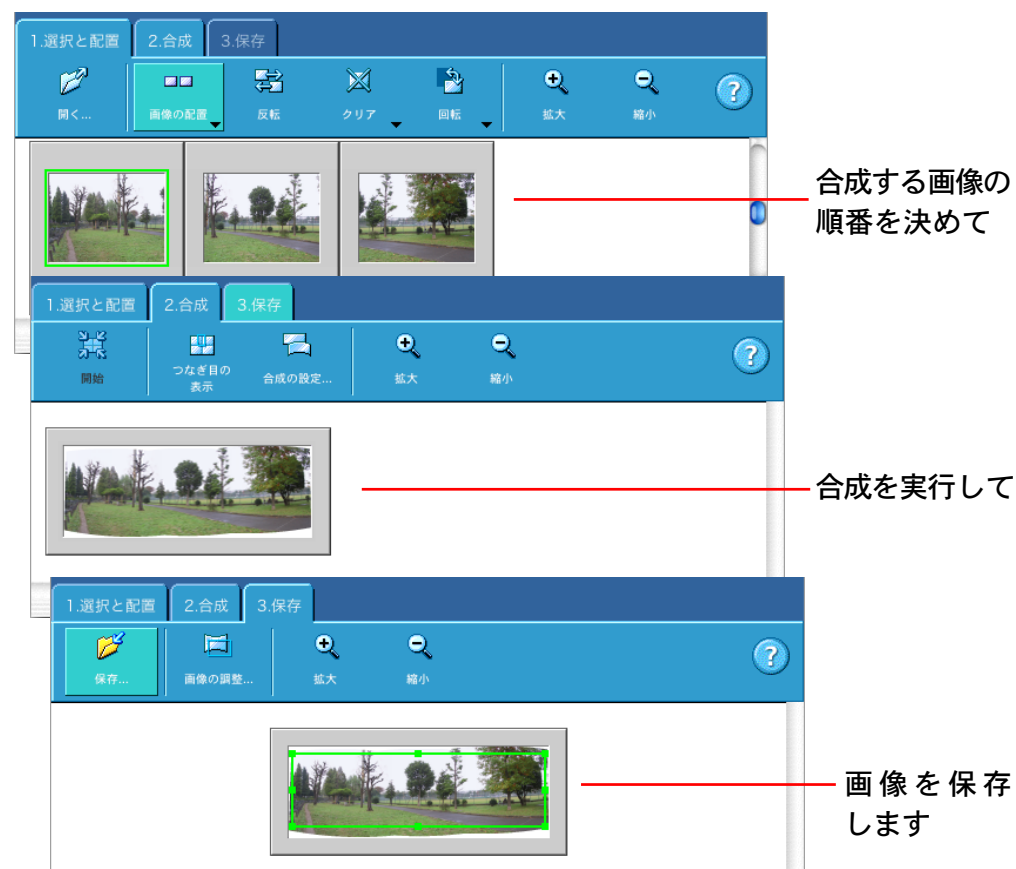 1.選択と配置 2.合成 3.保存
開く... 画像の配置 反転 クリア 回転 拡大 縮小 ?
合成する画像の
順番を決めて
1.選択と配置 2.合成 3.保存
開始 つなぎ目の 合成の設定... 拡大 縮小 ?
表示
合成を実行して
1.選択と配置 2.合成 3.保存
保存... 画像の調整... 拡大 縮小 ?
画像を保存
します